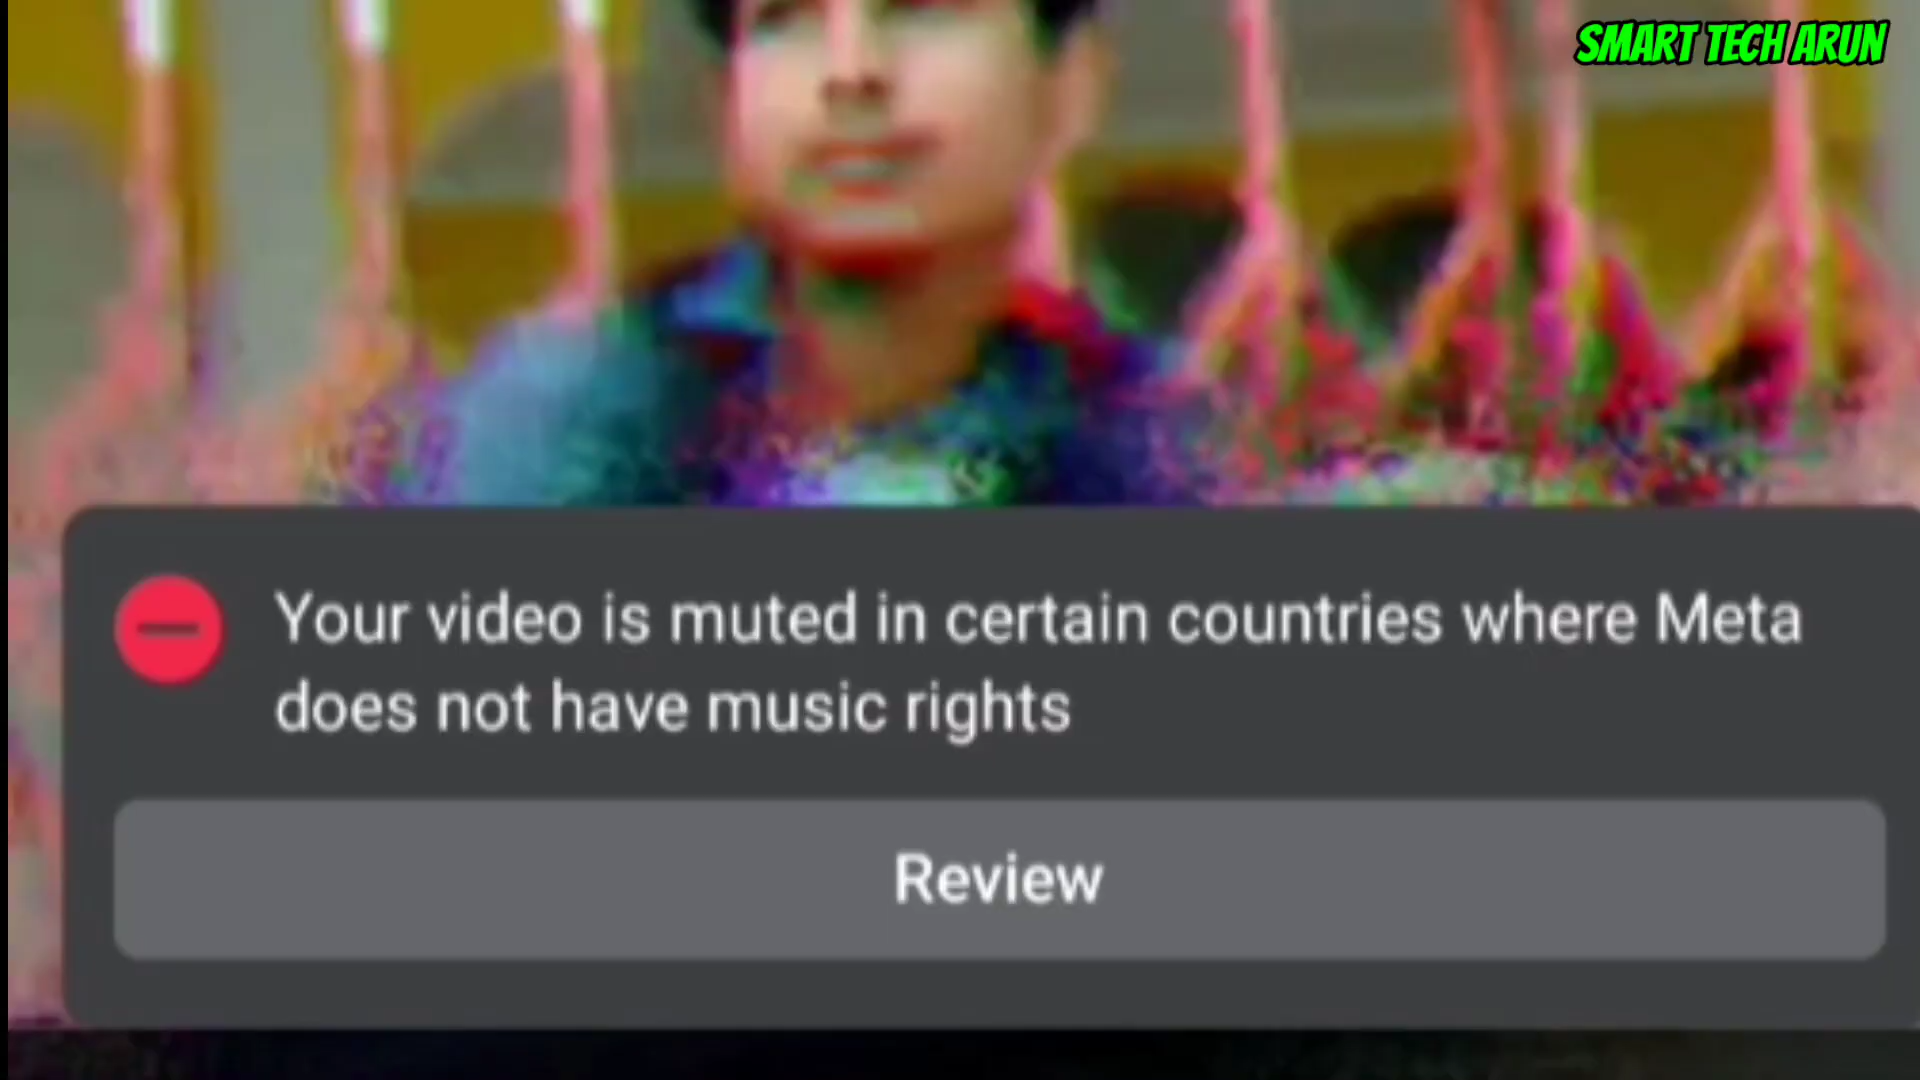 SMART TECH ARUN
Your video is muted in certain countries where Meta
does not have music rights
Review